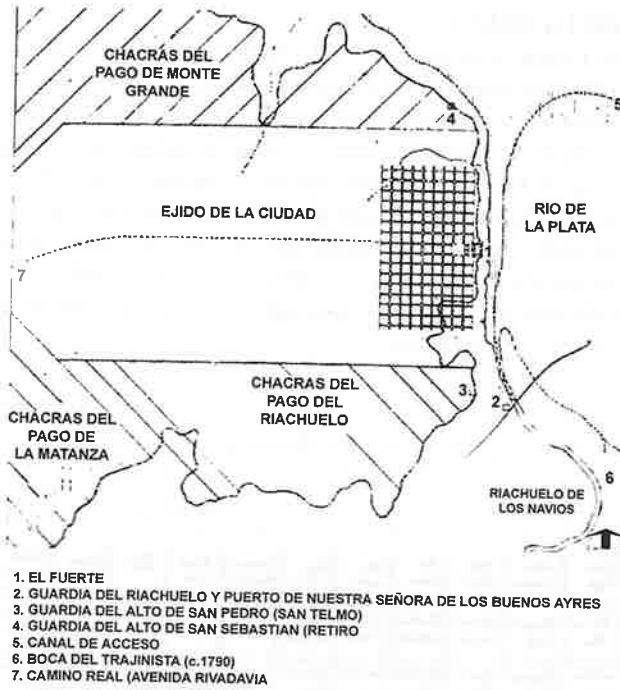 CHACRAS DEL
PAGO DE MONTE
GRANDE
4
5
EJIDO DE LA CIUDAD
RIO DE
LA PLATA
1
7
CHACRAS DEL
PAGO DEL
RIACHUELO
3
2
CHACRAS DEL
PAGO DE
LA MATANZA
6
RIACHUELO DE
LOS NAVIOS
1. EL FUERTE
2. GUARDIA DEL RIACHUELO Y PUERTO DE NUESTRA SEÑORA DE LOS BUENOS AYRES
3. GUARDIA DEL ALTO DE SAN PEDRO (SAN TELMO)
4. GUARDIA DEL ALTO DE SAN SEBASTIAN (RETIRO
5. CANAL DE ACCESO
6. BOCA DEL TRAJINISTA (c.1790)
7. CAMINO REAL (AVENIDA RIVADAVIA